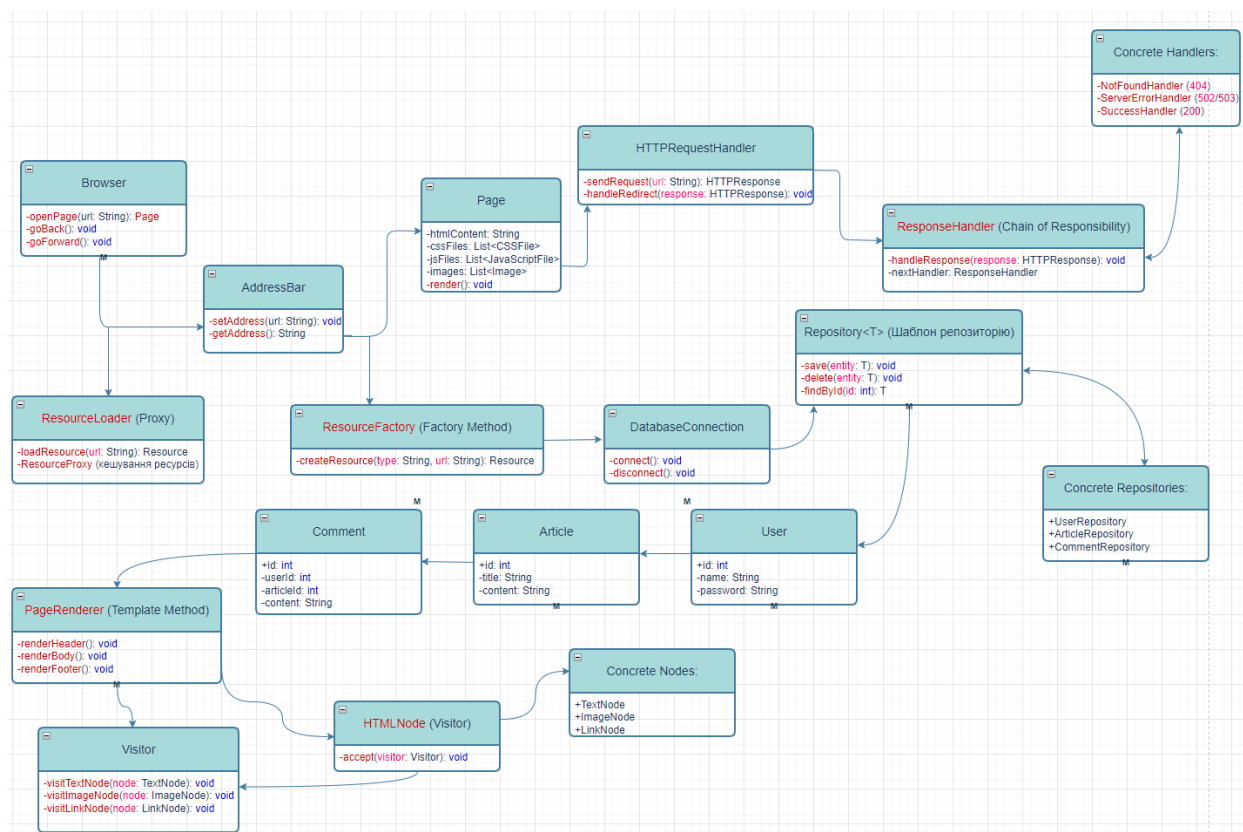 Concrete Handlers:
-NotFoundHandler (404)
-ServerErrorHandler (502/503)
-SuccessHandler (200)
HTTPRequestHandler
-sendRequest(url: String): HTTPResponse
-handleRedirect(response: HTTPResponse): void
Browser
-openPage(url: String): Page
-goBack(): void
-goForward(): void
M
Page
-htmlContent: String
-cssFiles: List<CSSFile>
-jsFiles: List<JavaScriptFile>
-images: List<Image>
-render(): void
ResponseHandler (Chain of Responsibility)
-handleResponse(response: HTTPResponse): void
-nextHandler: ResponseHandler
AddressBar
-setAddress(url: String): void
-getAddress(): String
Repository<T> (Шаблон репозиторію)
-save(entity: T): void
-delete(entity: T): void
-findById(id: int): T
M
ResourceLoader (Proxy)
-loadResource(url: String): Resource
-ResourceProxy (кешування ресурсів)
ResourceFactory (Factory Method)
-createResource(type: String, url: String): Resource
M
DatabaseConnection
-connect(): void
-disconnect(): void
M
Concrete Repositories:
+UserRepository
+ArticleRepository
+CommentRepository
M
Comment
+id: int
-userId: int
-articleId: int
-content: String
Article
+id: int
-title: String
-content: String
M
User
+id: int
-name: String
-password: String
M
PageRenderer (Template Method)
-renderHeader(): void
-renderBody(): void
-renderFooter(): void
M
Concrete Nodes:
+TextNode
+ImageNode
+LinkNode
HTMLNode (Visitor)
-accept(visitor: Visitor): void
Visitor
-visitTextNode(node: TextNode): void
-visitImageNode(node: ImageNode): void
-visitLinkNode(node: LinkNode): void